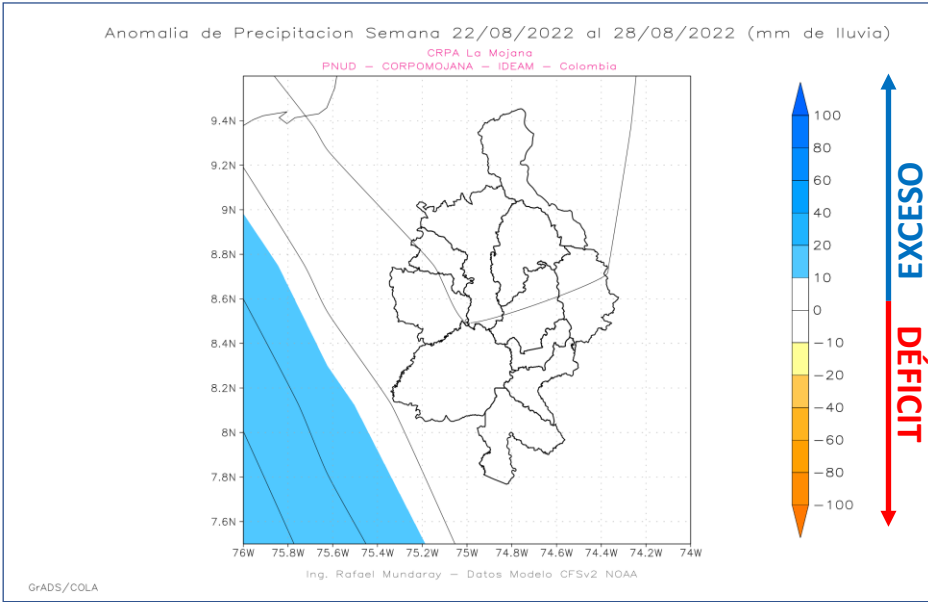 Anomalia de Precipitacion Semana 22/08/2022 al 28/08/2022 (mm de lluvia)
CRPA La Mojana
PNUD – CORPOMOJANA – IDEAM – Colombia
9.4N
9.2N
9N
8.8N
8.6N
8.4N
8.2N
8N
7.8N
7.6N
76W 75.8W 75.6W 75.4W 75.2W 75W 74.8W 74.6W 74.4W 74.2W 74W
100
80
60
40
20
10
0
−10
−20
−40
−60
−80
−100
EXCESO
DÉFICIT
Ing. Rafael Mundaray – Datos Modelo CFSv2 NOAA
GrADS/COLA